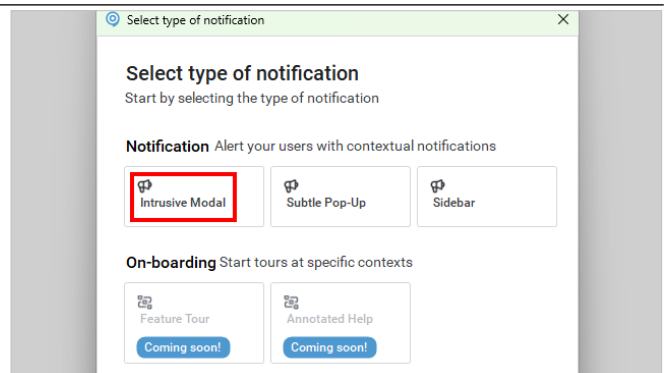 Select type of notification
Select type of notification
Start by selecting the type of notification
Notification Alert your users with contextual notifications
Intrusive Modal
Subtle Pop-Up
Sidebar
On-boarding Start tours at specific contexts
Feature Tour
Annotated Help
Coming soon!
Coming soon!